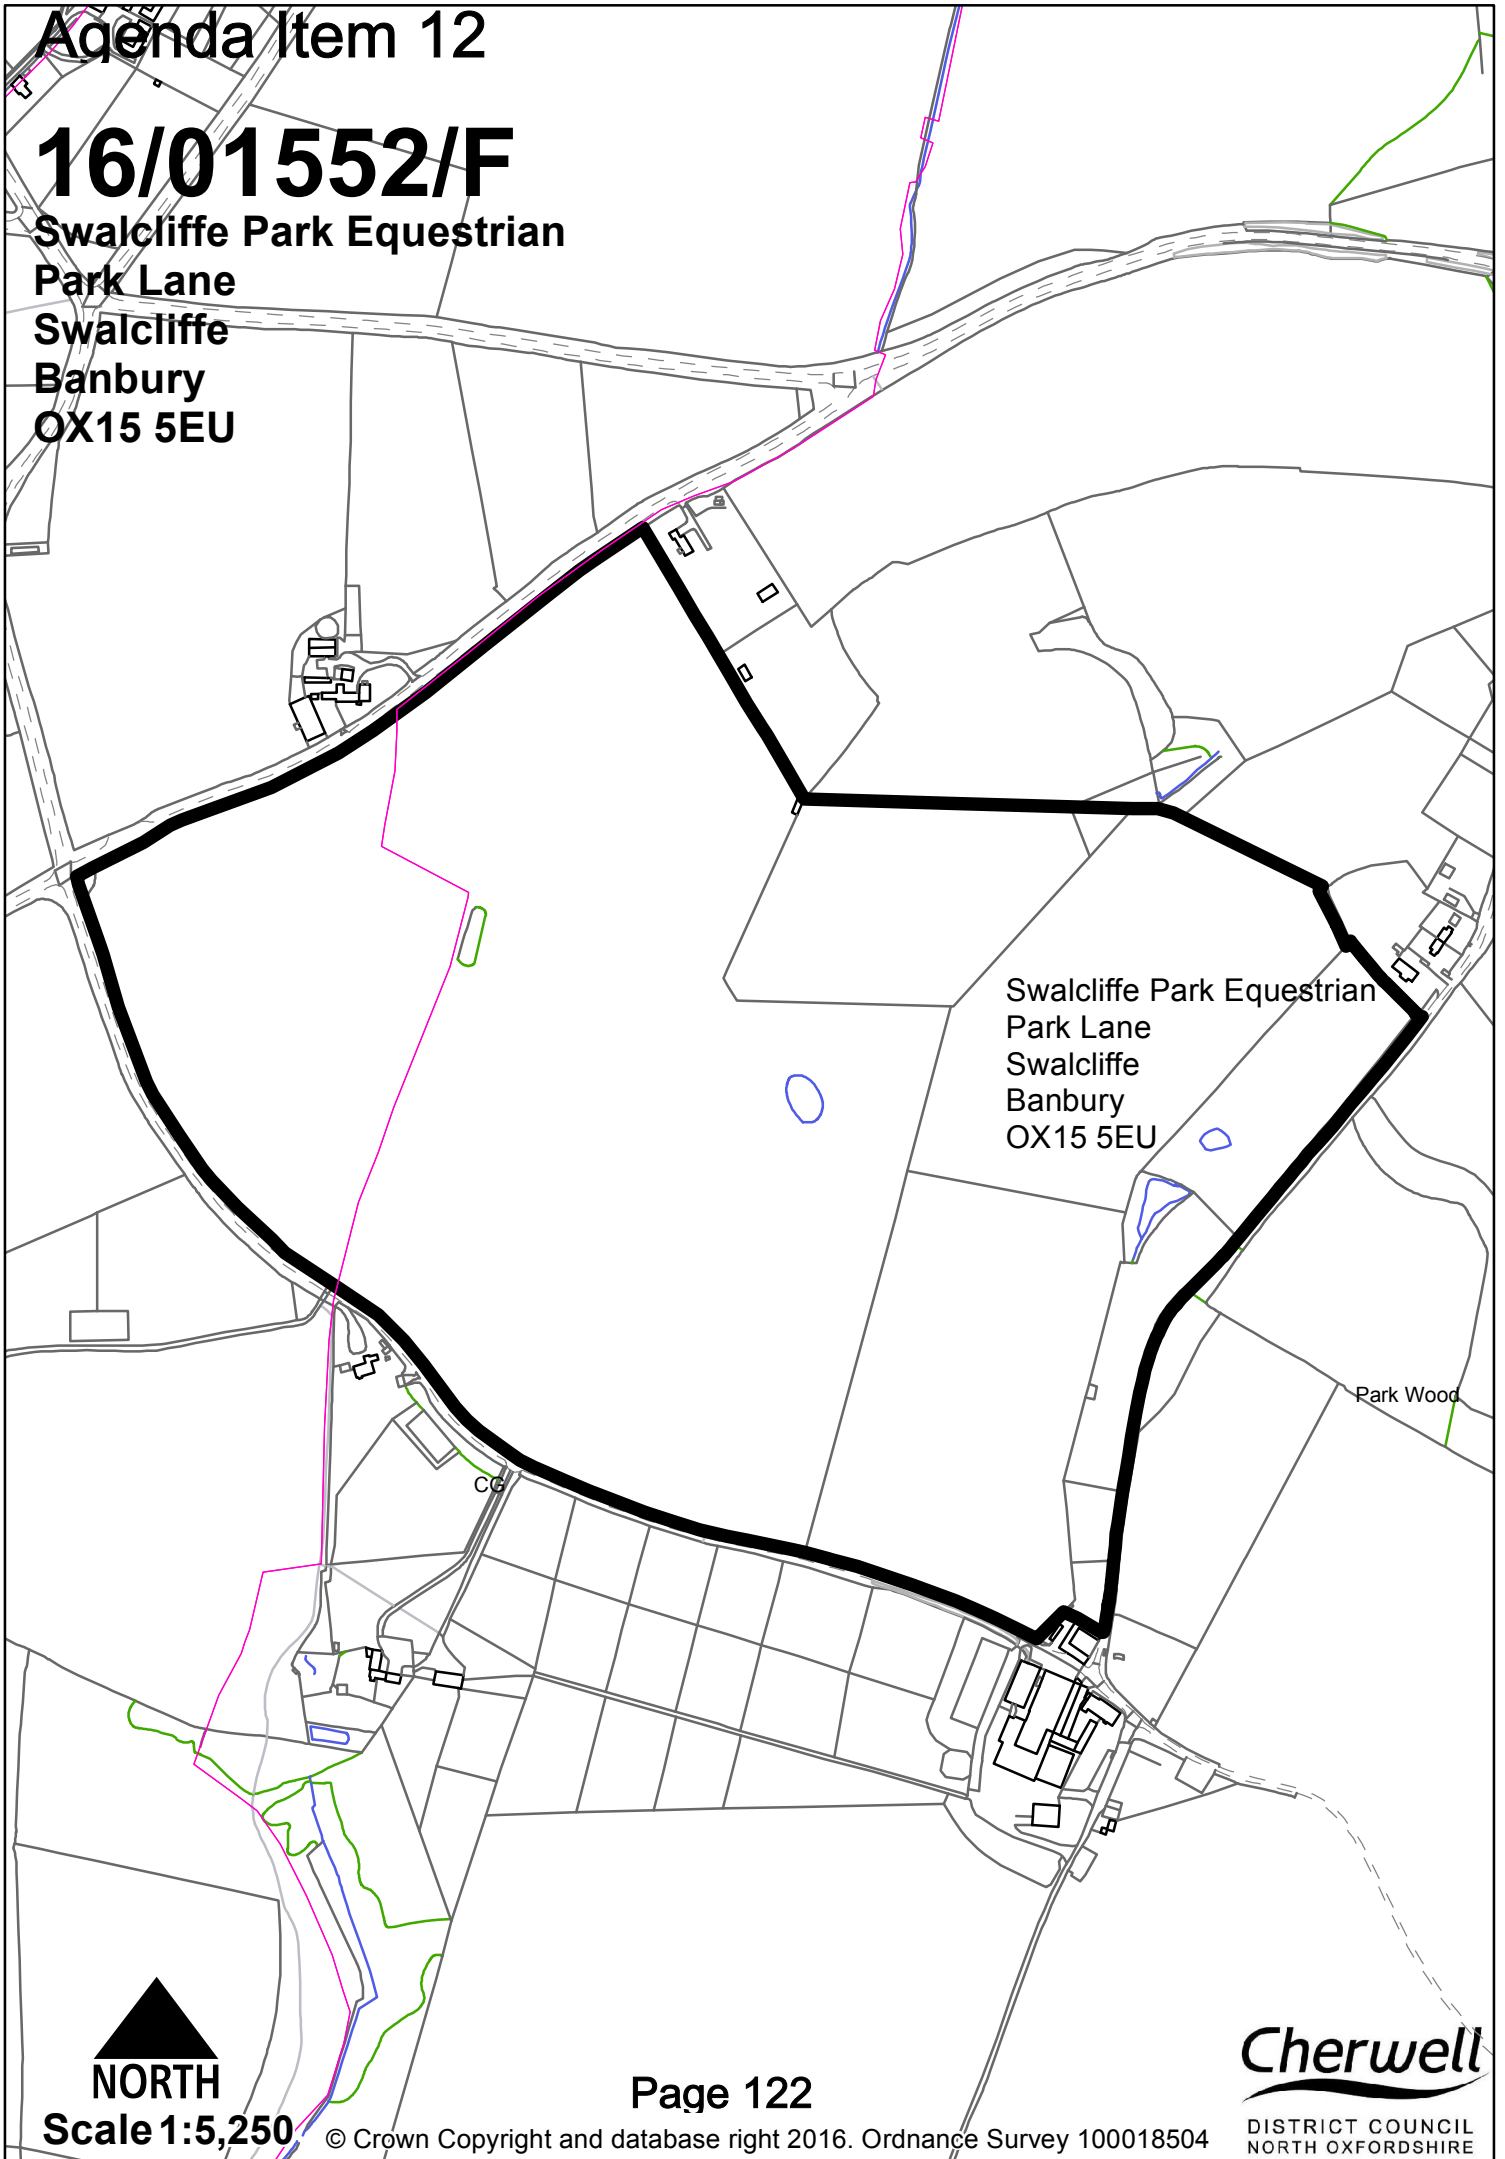 Agenda Item 12
16/01552/F
Swalcliffe Park Equestrian
Park Lane
Swalcliffe
Banbury
OX15 5EU
Swalcliffe Park Equestrian
Park Lane
Swalcliffe
Banbury
OX15 5EU
Park Wood
CG
NORTH
Scale 1:5,250
Page 122
© Crown Copyright and database right 2016. Ordnance Survey 100018504
Cherwell
DISTRICT COUNCIL
NORTH OXFORDSHIRE